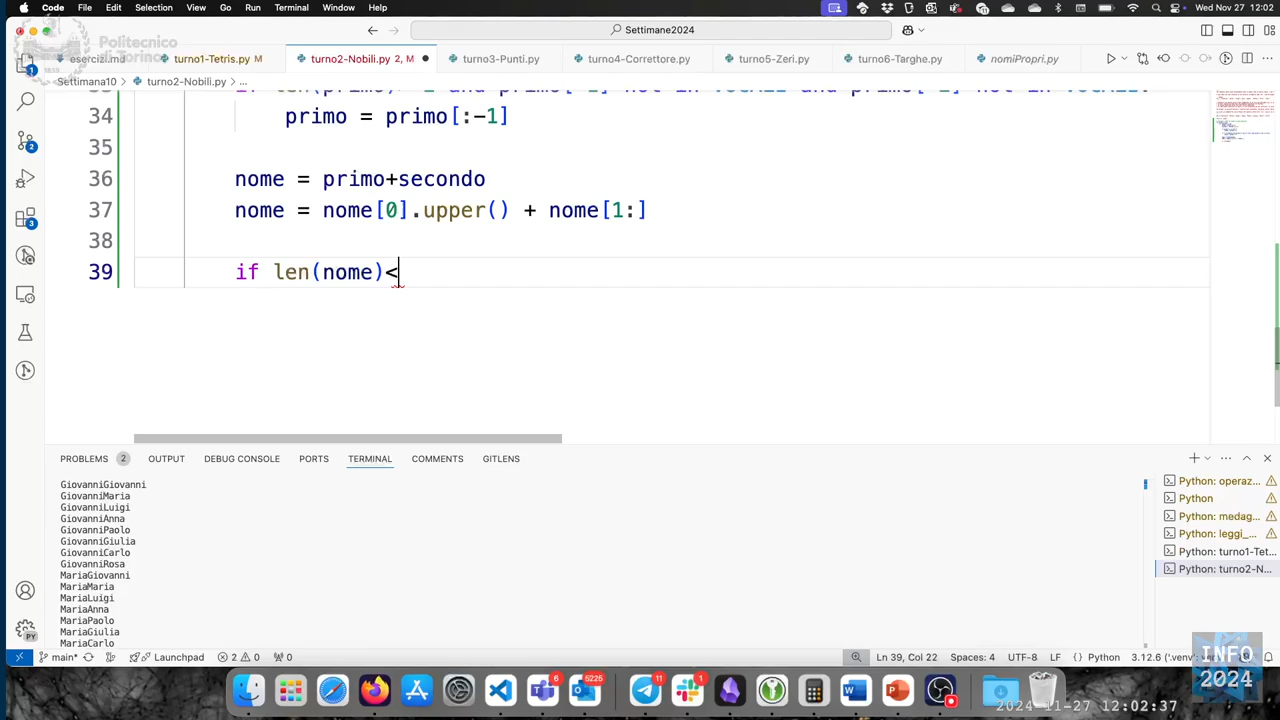 Code File Edit Selection View Go Run Terminal Window Help
Wed Nov 27 12:02
Politecnico
di Torino
Settimane2024
esercizi.md
turno1-Tetris.py M
turno2-Nobili.py 2, M
turno3-Punti.py
turno4-Correttore.py
turno5-Zeri.py
turno6-Targhe.py
nomiPropri.py
Settimana10 > turno2-Nobili.py > ...
34 primo = primo[:-1]
35
36 nome = primo+secondo
37 nome = nome[0].upper() + nome[1:]
38
39 if len(nome)<
PROBLEMS 2 OUTPUT DEBUG CONSOLE PORTS TERMINAL COMMENTS GITLENS
GiovanniGiovanni
GiovanniMaria
GiovanniLuigi
GiovanniAnna
GiovanniPaolo
GiovanniGiulia
GiovanniCarlo
GiovanniRosa
MariaGiovanni
MariaMaria
MariaLuigi
MariaAnna
MariaPaolo
MariaGiulia
MariaCarlo
Python: operaz...
Python
Python: medag...
Python: leggi_...
Python: turno1-Tet...
Python: turno2-N...
main* Launchpad 2 0 0 Ln 39, Col 22 Spaces: 4 UTF-8 LF {} Python 3.12.6 ('.venv':
INFO
2024
2024-11-27 12:02:37